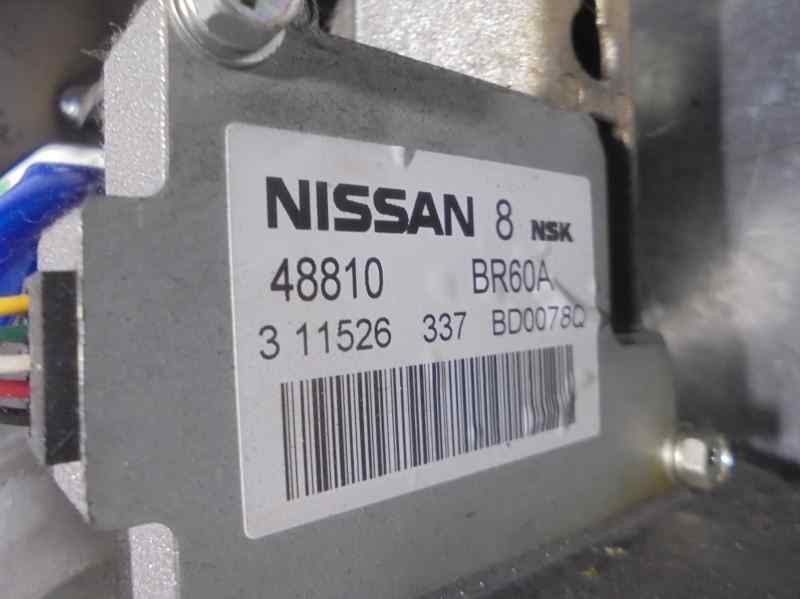 NISSAN 8 NSK
48810 BR60A
3 11526 337 BD0078Q